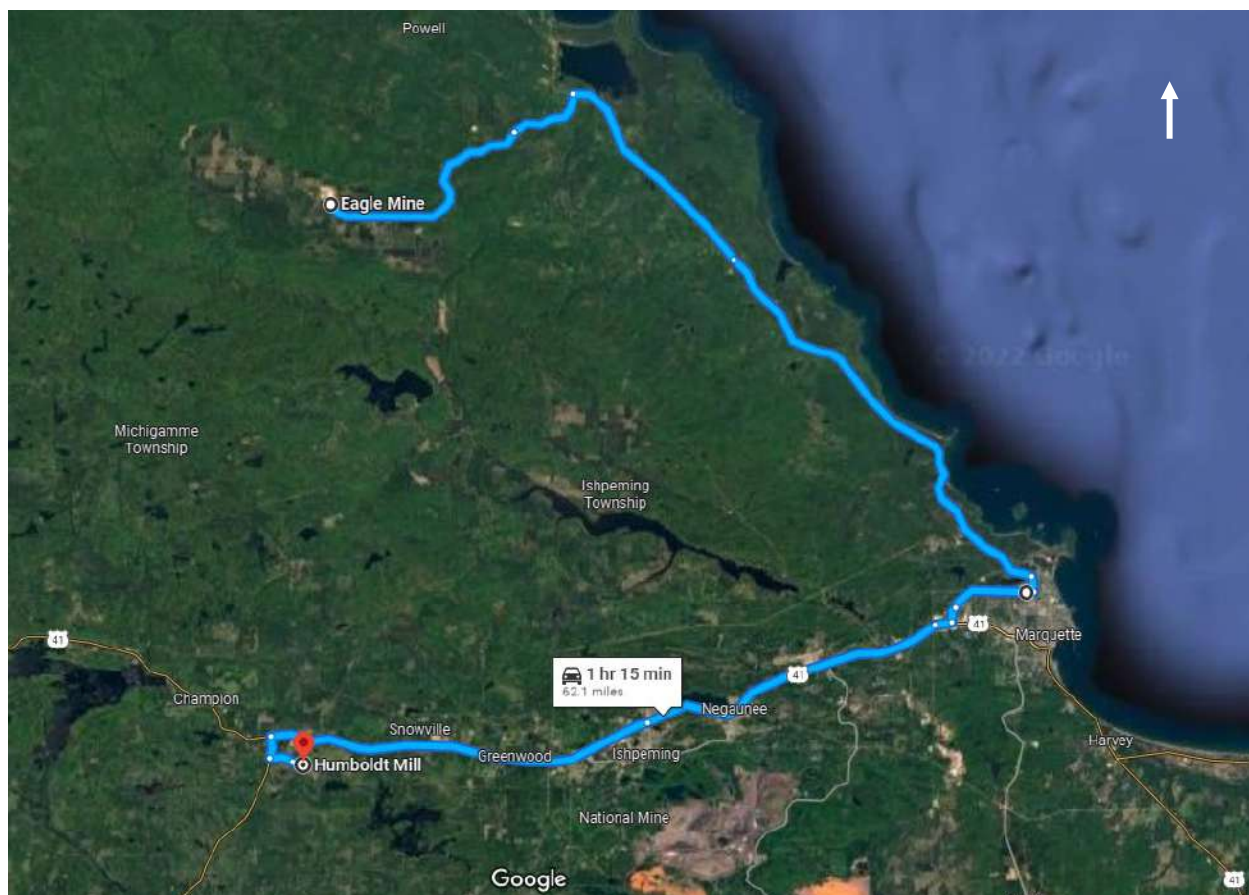 Powell
Eagle Mine
© 2022 Google
Michigamme
Township
Ishpeming
Township
41
Marquette
41
1 hr 15 min
62.1 miles
41
Champion
Negaunee
Snowville
Harvey
Greenwood
Ishpeming
Humboldt Mill
National Mine
Google
41